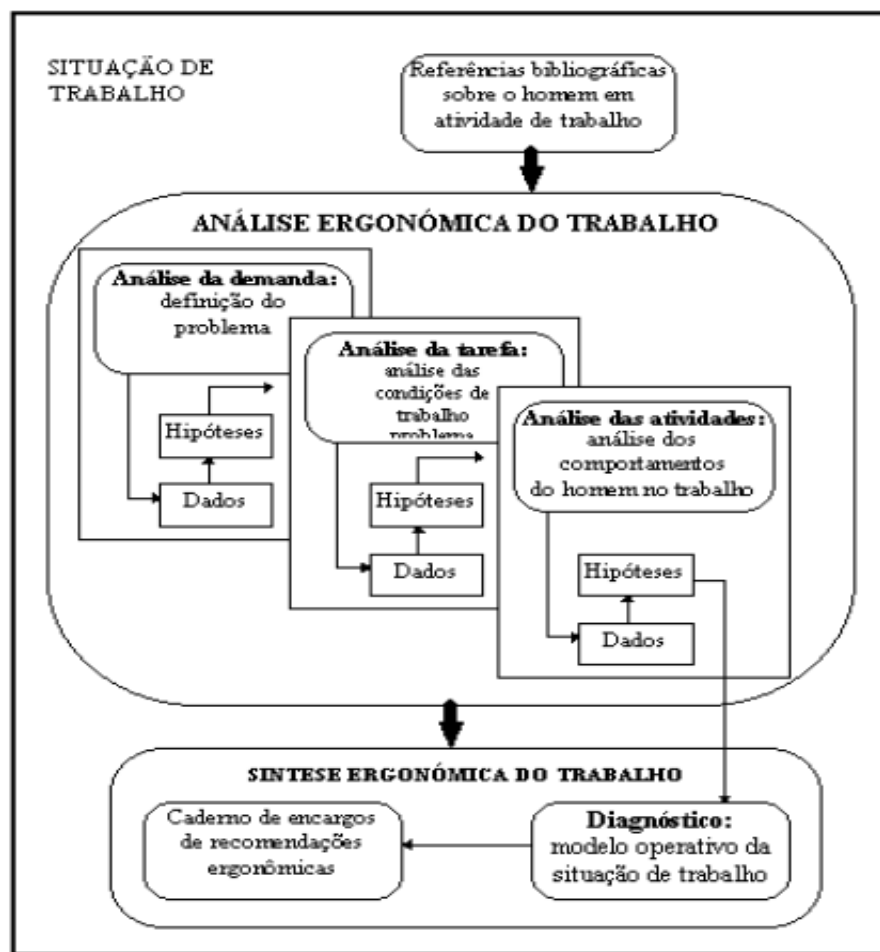 SITUAÇÃO DE
TRABALHO
Referências bibliográficas
sobre o homem em
atividade de trabalho
ANÁLISE ERGONÓMICA DO TRABALHO
Análise da demanda:
definição do
problema
Hipóteses
Dados
Análise da tarefa:
análise das
condições de
trabalho
problema
Hipóteses
Dados
Análise das atividades:
análise dos
comportamentos
do homem no trabalho
Hipóteses
Dados
SINTESE ERGONÓMICA DO TRABALHO
Caderno de encargos
de recomendações
ergonômicas
Diagnóstico:
modelo operativo da
situação de trabalho